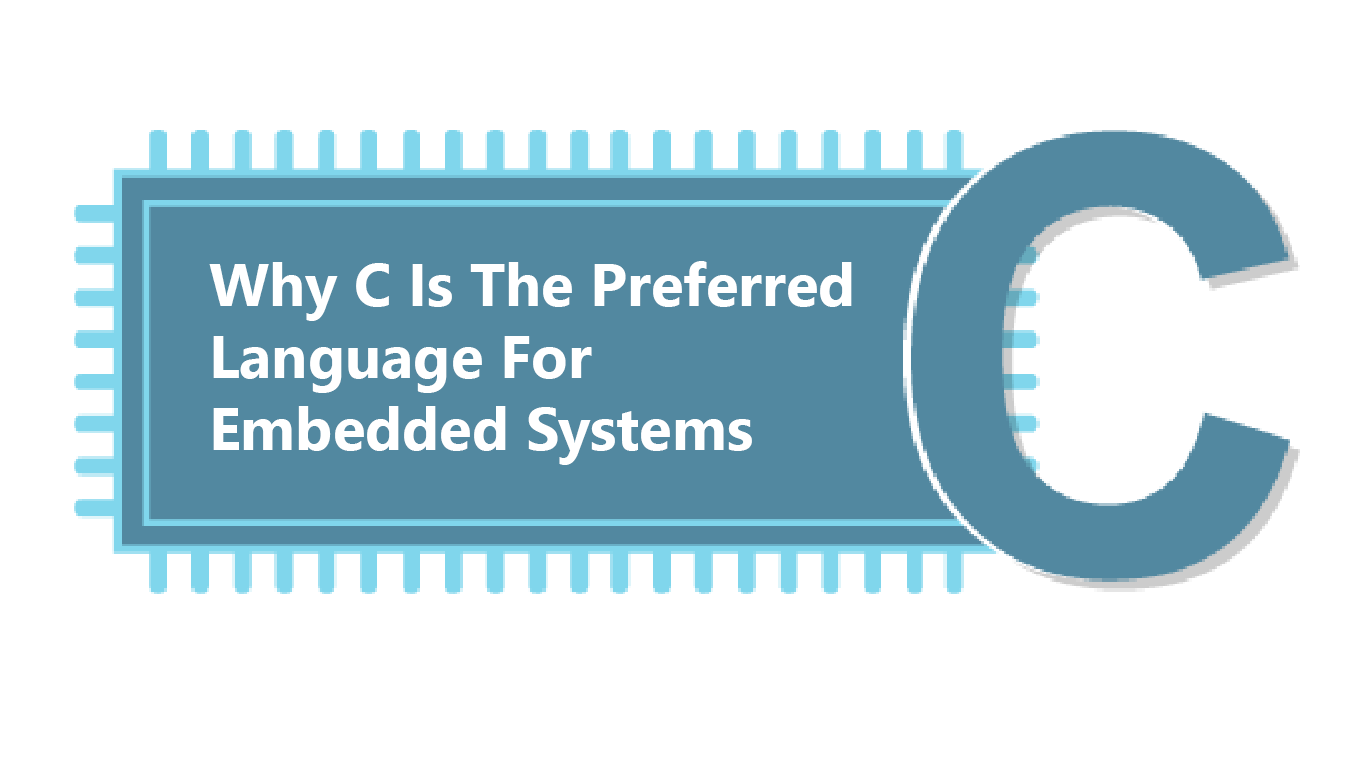 Why C Is The Preferred
Language For
Embedded Systems
C